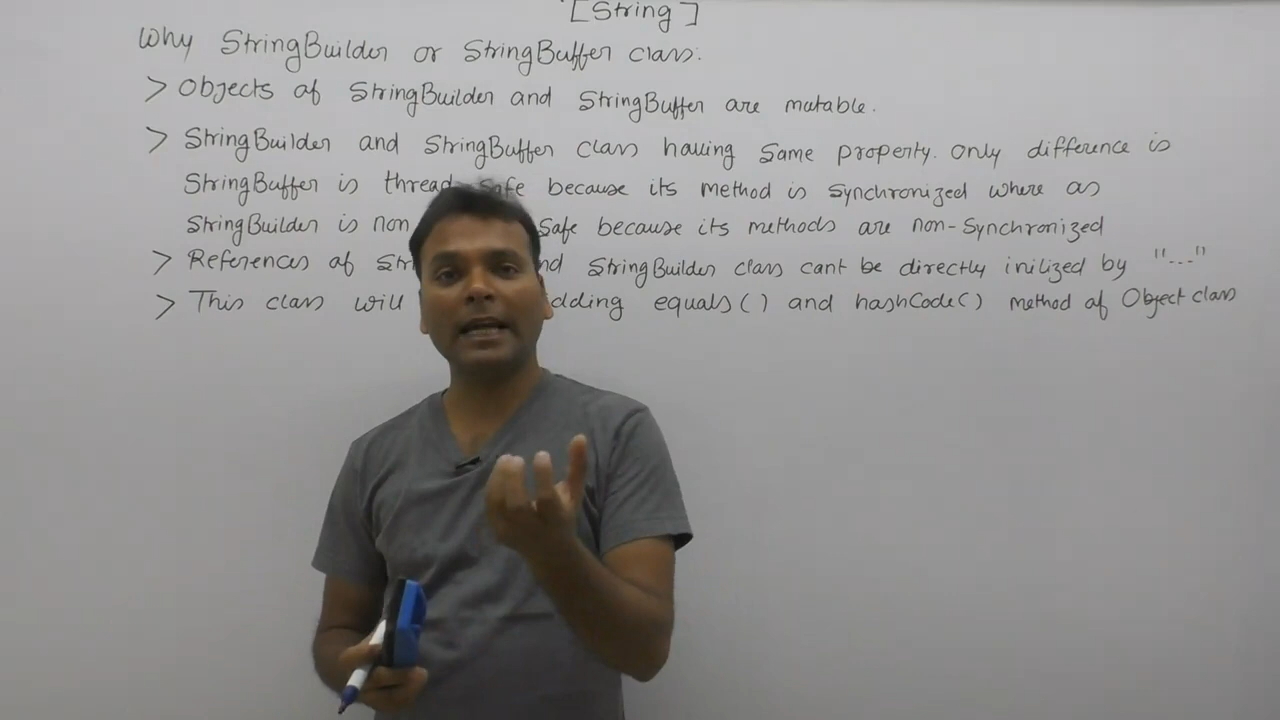 [String]
Why StringBuilder or StringBuffer class:
> Objects of StringBuilder and StringBuffer are mutable.
> StringBuilder and StringBuffer class having same property. only difference is
StringBuffer is thread safe because its method is synchronized where as
StringBuilder is non safe because its methods are non-synchronized
> References of StringBuilder class cant be directly inilized by "..."
> This class will equals() and hashCode() method of Object class